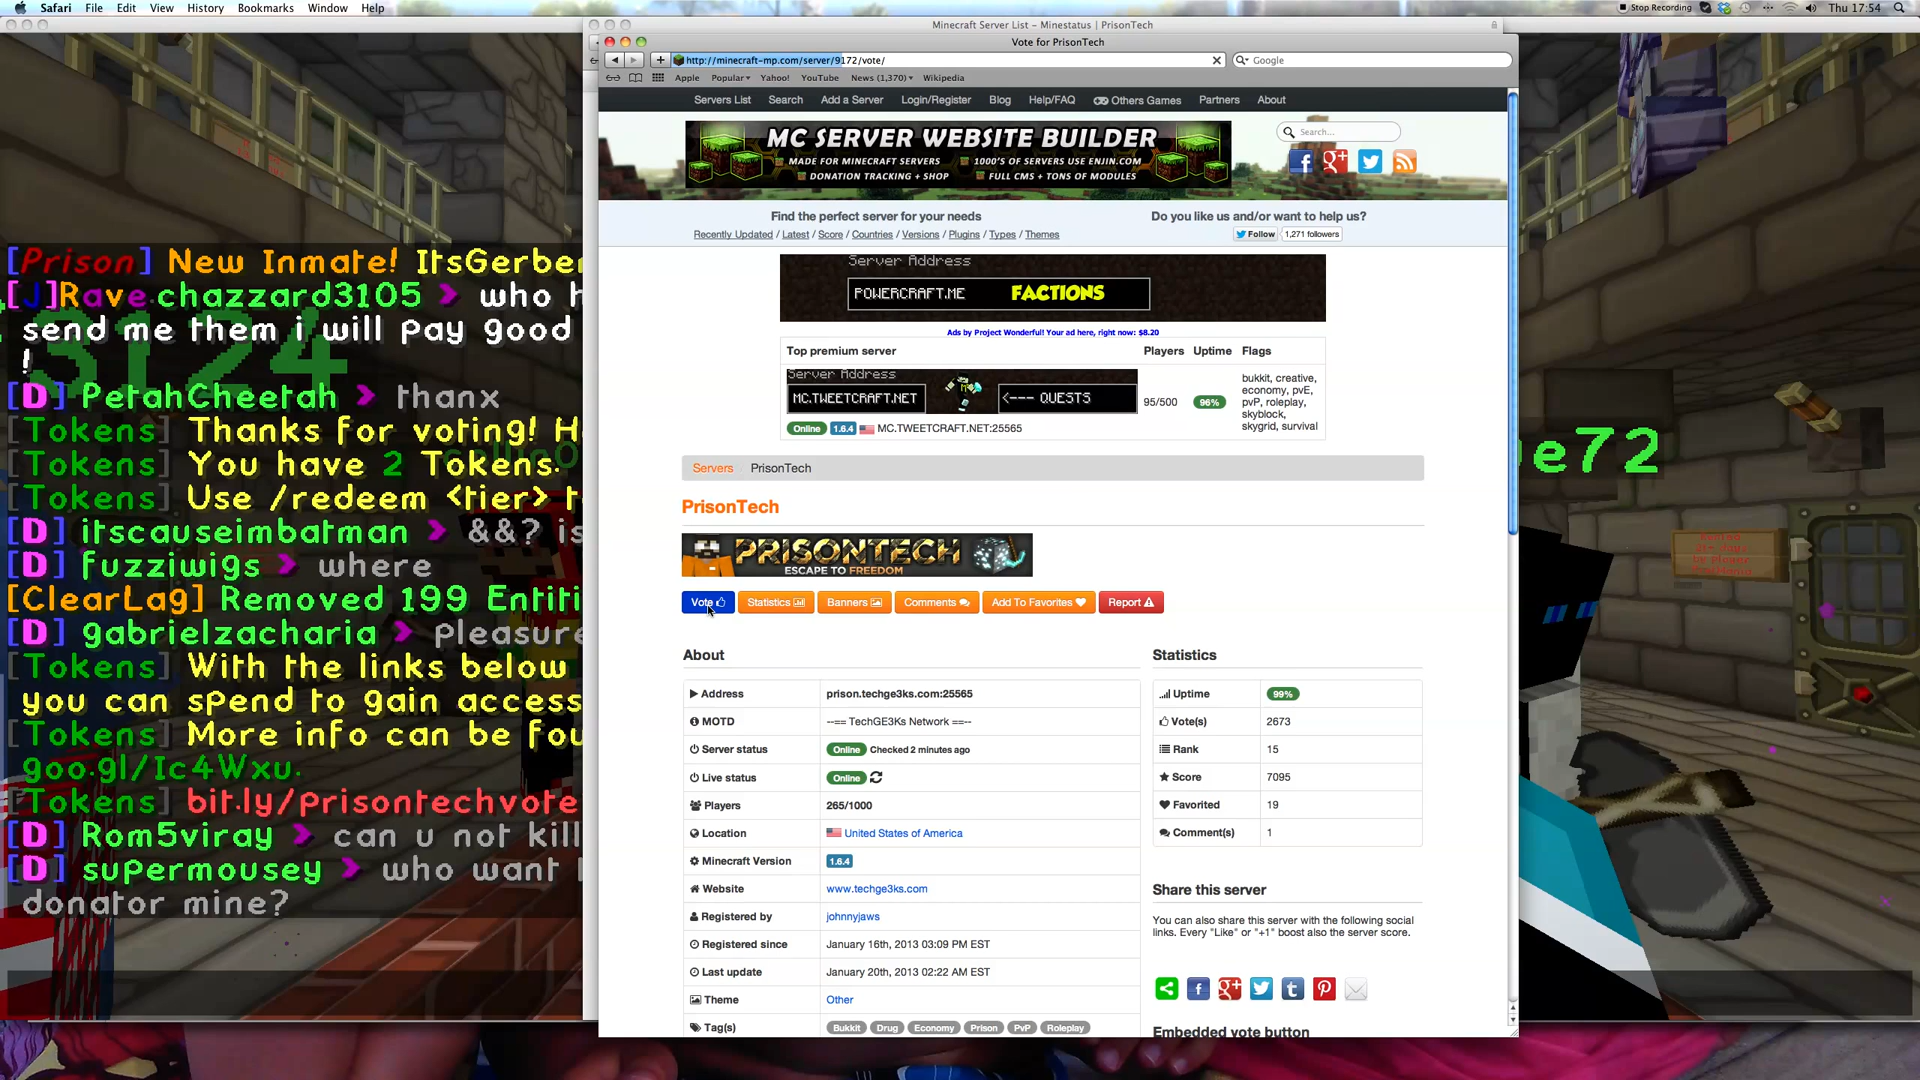 Safari File Edit View History Bookmarks Window Help
Stop Recording Thu 17:54
Minecraft Server List - Minestatus | PrisonTech
Vote for PrisonTech
http://minecraft-mp.com/server/9172/vote/
Google
Apple Popular Yahoo! YouTube News (1,370) Wikipedia
Servers List Search Add a Server Login/Register Blog Help/FAQ Others Games Partners About
MC SERVER WEBSITE BUILDER
MADE FOR MINECRAFT SERVERS 1000'S OF SERVERS USE ENJIN.COM
DONATION TRACKING + SHOP FULL CMS + TONS OF MODULES
Search...
Find the perfect server for your needs
Recently Updated / Latest / Score / Countries / Versions / Plugins / Types / Themes
Do you like us and/or want to help us?
Follow 1,271 followers
Server Address
POWERCRAFT.ME FACTIONS
Ads by Project Wonderful! Your ad here, right now: $8.20
Top premium server Players Uptime Flags
Server Address
MC.TWEETCRAFT.NET <--- QUESTS
Online 1.6.4 MC.TWEETCRAFT.NET:25565
95/500 96%
bukkit, creative,
economy, pvE,
pvP, roleplay,
skyblock,
skygrid, survival
Servers PrisonTech
PrisonTech
PRISONTECH
ESCAPE TO FREEDOM
Vote Statistics Banners Comments Add To Favorites Report
About
Address prison.techge3ks.com:25565
MOTD --== TechGE3Ks Network ==--
Server status Online Checked 2 minutes ago
Live status Online
Players 265/1000
Location United States of America
Minecraft Version 1.6.4
Website www.techge3ks.com
Registered by johnnyjaws
Registered since January 16th, 2013 03:09 PM EST
Last update January 20th, 2013 02:22 AM EST
Theme Other
Tag(s) Bukkit Drug Economy Prison PvP Roleplay
Statistics
Uptime 99%
Vote(s) 2673
Rank 15
Score 7095
Favorited 19
Comment(s) 1
Share this server
You can also share this server with the following social
links. Every "Like" or "+1" boost also the server score.
Embedded vote button
[Prison] New Inmate! ItsGerber
[J]Rave chazzard3105 > who h
send me them i will pay good
!
3124
[D] PetahCheetah > thanx
[Tokens] Thanks for voting! H
[Tokens] You have 2 Tokens.
[Tokens] Use /redeem <tier> t
[D] itscauseimbatman > &&? is
[D] fuzziwigs > where
[ClearLag] Removed 199 Entiti
[D] gabrielzacharia > pleasure
[Tokens] With the links below
you can spend to gain access
[Tokens] More info can be fou
goo.gl/Ic4Wxu.
[Tokens] bit.ly/prisontechvote
[D] Rom5viray > can u not kill
[D] supermousey > who want
donator mine?
e72